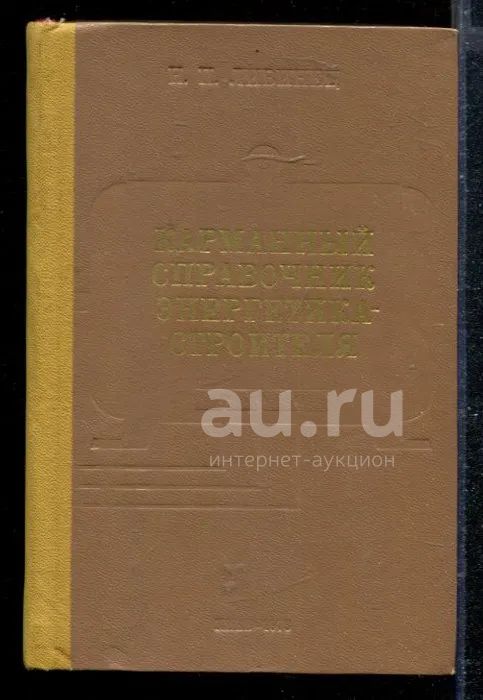 КАРМАННЫЙ
СПРАВОЧНИК
ЭНЕРГЕТИКА-
СТРОИТЕЛЯ
au.ru
интернет-аукцион